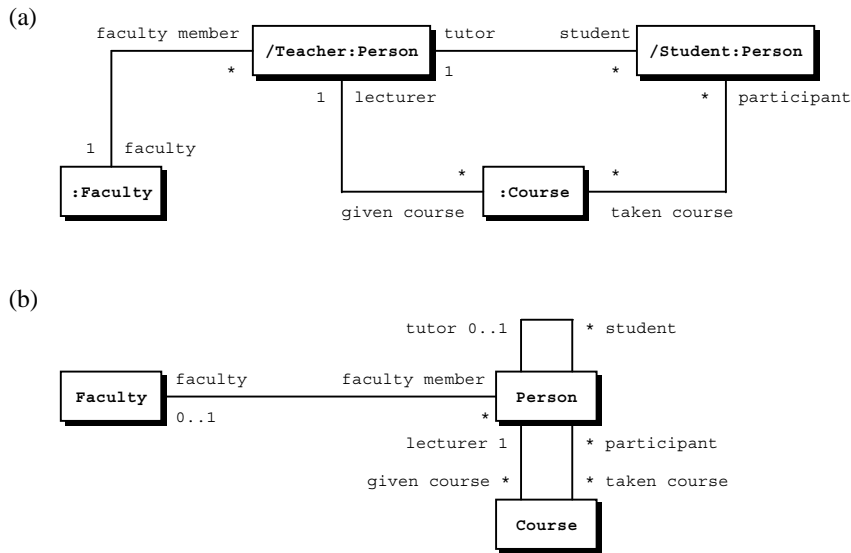 (a)
faculty member
/Teacher:Person
tutor
student
/Student:Person
*
1
*
1
lecturer
*
participant
1
faculty
*
*
:Faculty
:Course
given course
taken course
(b)
tutor 0..1
* student
faculty
faculty member
Faculty
Person
0..1
*
lecturer 1
* participant
given course *
* taken course
Course